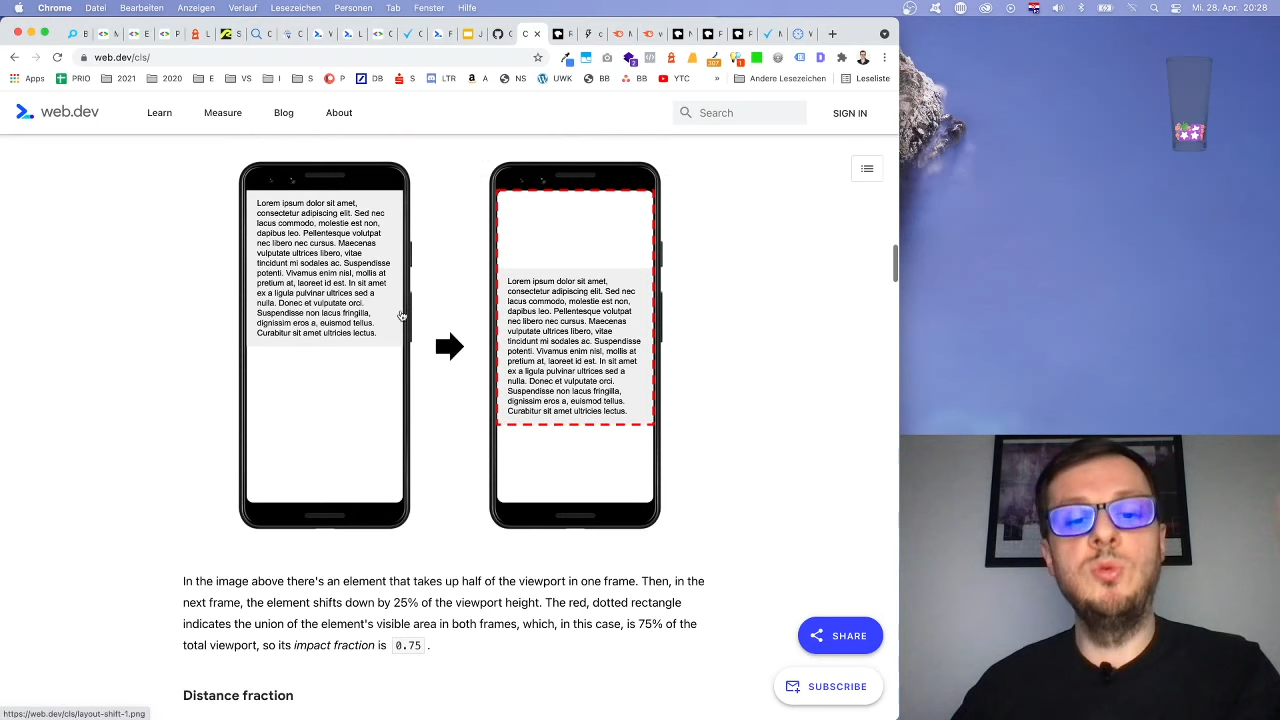 Chrome Datei Bearbeiten Anzeigen Verlauf Lesezeichen Personen Tab Fenster Hilfe Mi. 28. Apr. 20:28
web.dev/cls/
Apps PRIO 2021 2020 E VS I S P DB S LTR A NS UWK BB BB YTC » Andere Lesezeichen Leseliste
web.dev Learn Measure Blog About Search SIGN IN
Lorem ipsum dolor sit amet,
consectetur adipiscing elit. Sed nec
lacus commodo, molestie est non,
dapibus leo. Pellentesque volutpat
nec libero nec cursus. Maecenas
vestibulum ultrices libero, vitae
tincidunt mi sodales ac. Suspendisse
potenti. Vivamus enim nisl, mollis at
pretium at, laoreet id est. In sit amet
ex a ligula pulvinar ultrices sed a
nulla. Donec et vulputate orci.
Suspendisse non lacus fringilla,
dignissim eros a, euismod tellus.
Curabitur sit amet ultricies lectus.
Lorem ipsum dolor sit amet,
consectetur adipiscing elit. Sed nec
lacus commodo, molestie est non,
dapibus leo. Pellentesque volutpat
nec libero nec cursus. Maecenas
vestibulum ultrices libero, vitae
tincidunt mi sodales ac. Suspendisse
potenti. Vivamus enim nisl, mollis at
pretium at, laoreet id est. In sit amet
ex a ligula pulvinar ultrices sed a
nulla. Donec et vulputate orci.
Suspendisse non lacus fringilla,
dignissim eros a, euismod tellus.
Curabitur sit amet ultricies lectus.
In the image above there's an element that takes up half of the viewport in one frame. Then, in the
next frame, the element shifts down by 25% of the viewport height. The red, dotted rectangle
indicates the union of the element's visible area in both frames, which, in this case, is 75% of the
total viewport, so its impact fraction is 0.75 .
SHARE
SUBSCRIBE
Distance fraction
https://web.dev/cls/layout-shift-1.png